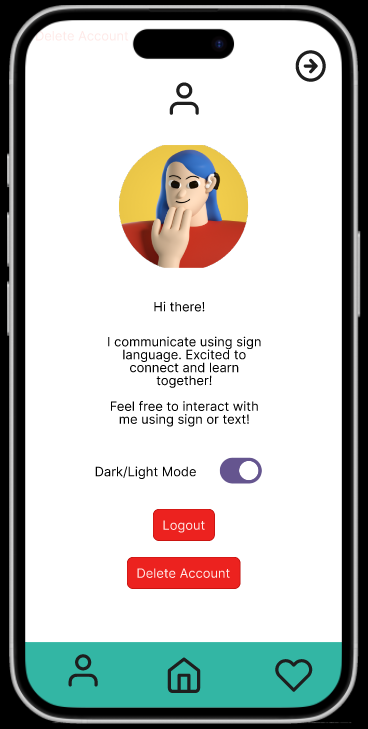 Delete Account
Hi there!
I communicate using sign
language. Excited to
connect and learn
together!
Feel free to interact with
me using sign or text!
Dark/Light Mode
Logout
Delete Account